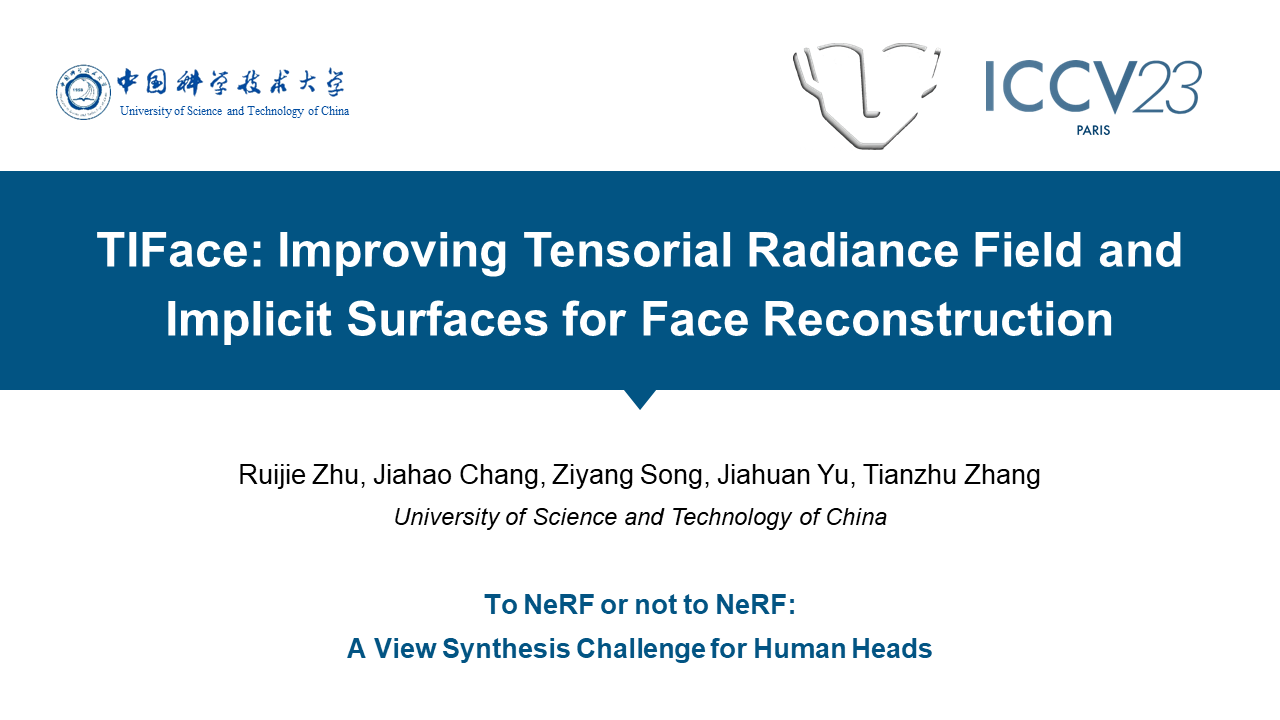 中国科学技术大学
University of Science and Technology of China
ICCV23
PARIS
TIFace: Improving Tensorial Radiance Field and
Implicit Surfaces for Face Reconstruction
Ruijie Zhu, Jiahao Chang, Ziyang Song, Jiahuan Yu, Tianzhu Zhang
University of Science and Technology of China
To NeRF or not to NeRF:
A View Synthesis Challenge for Human Heads